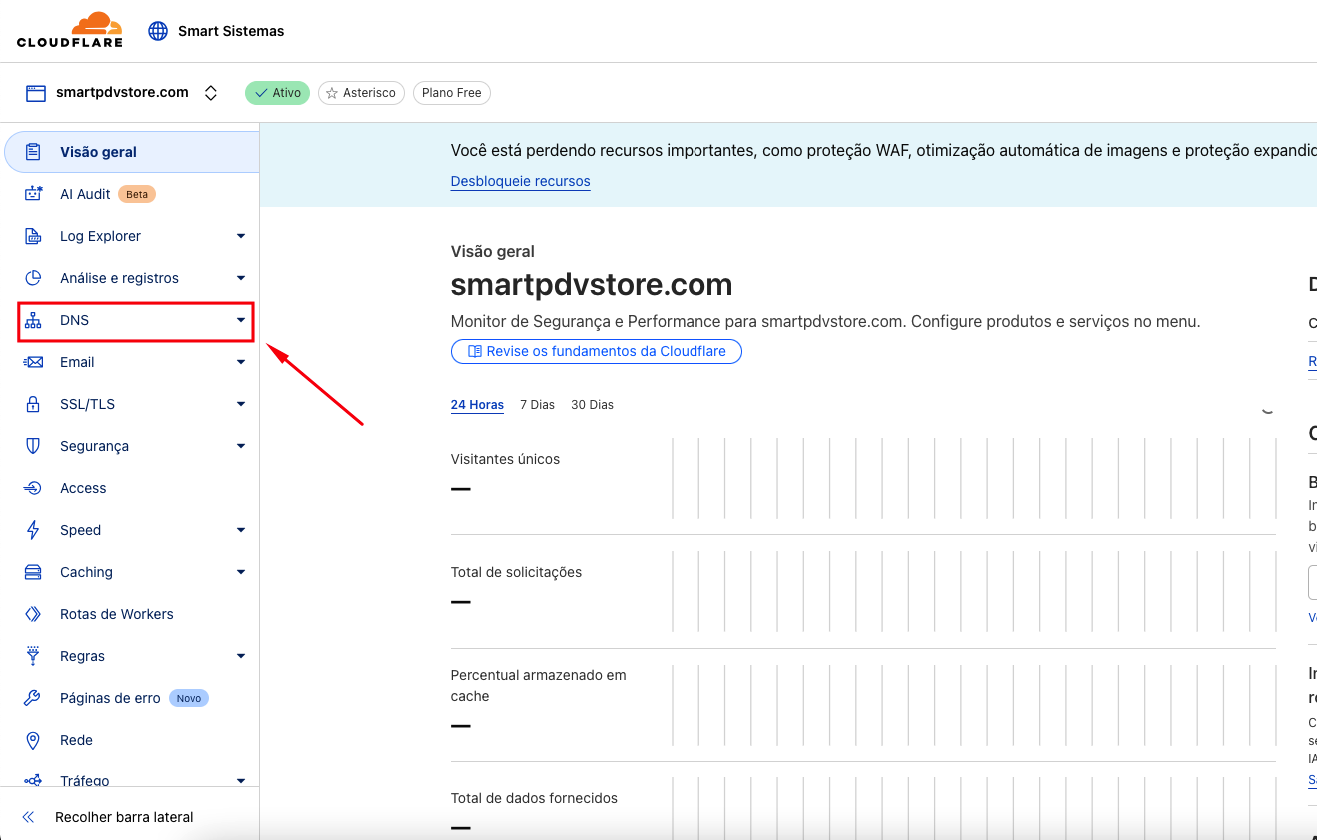 CLOUDFLARE
Smart Sistemas
smartpdvstore.com
Ativo
Asterisco
Plano Free
Visão geral
AI Audit Beta
Log Explorer
Análise e registros
DNS
Email
SSL/TLS
Segurança
Access
Speed
Caching
Rotas de Workers
Regras
Páginas de erro Novo
Rede
Tráfego
Recolher barra lateral
Você está perdendo recursos importantes, como proteção WAF, otimização automática de imagens e proteção expandid
Desbloqueie recursos
Visão geral
smartpdvstore.com
Monitor de Segurança e Performance para smartpdvstore.com. Configure produtos e serviços no menu.
Revise os fundamentos da Cloudflare
24 Horas 7 Dias 30 Dias
Visitantes únicos
—
Total de solicitações
—
Percentual armazenado em
cache
—
Total de dados fornecidos
—